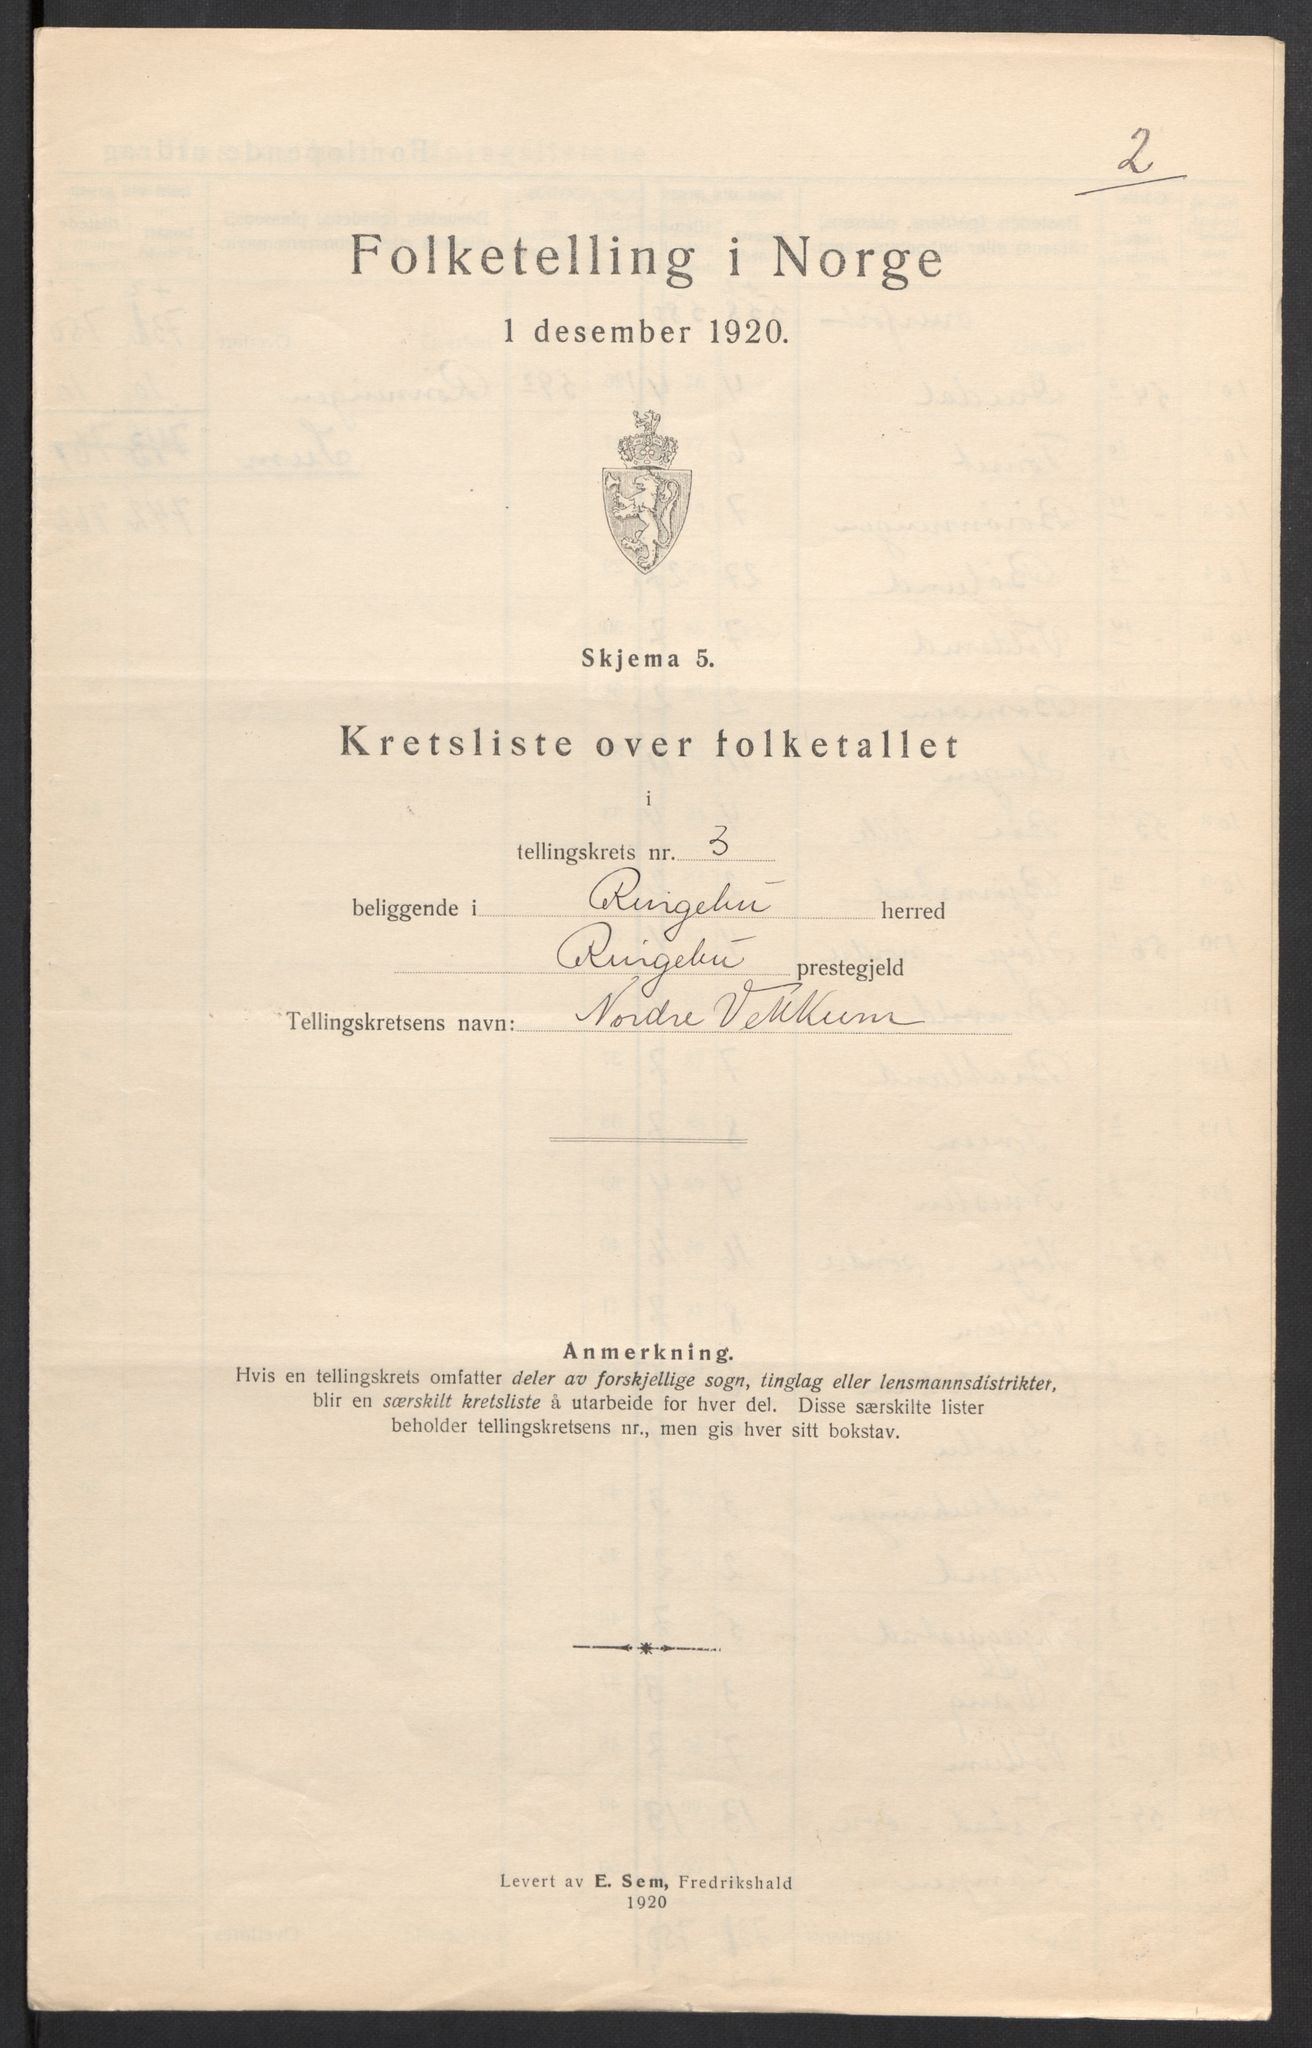 2
Folketelling i Norge
1 desember 1920.
Skjema 5.
Kretsliste over folketallet
i
tellingskrets nr. 3
beliggende i Ringebu herred
Ringebu prestegjeld
Tellingskretsens navn: Nordre Vekkum
Anmerkning.
Hvis en tellingskrets omfatter deler av forskjellige sogn, tinglag eller lensmannsdistrikter,
blir en særskilt kretsliste å utarbeide for hver del. Disse særskilte lister
beholder tellingskretsens nr., men gis hver sitt bokstav.
Levert av E. Sem, Fredrikshald
1920